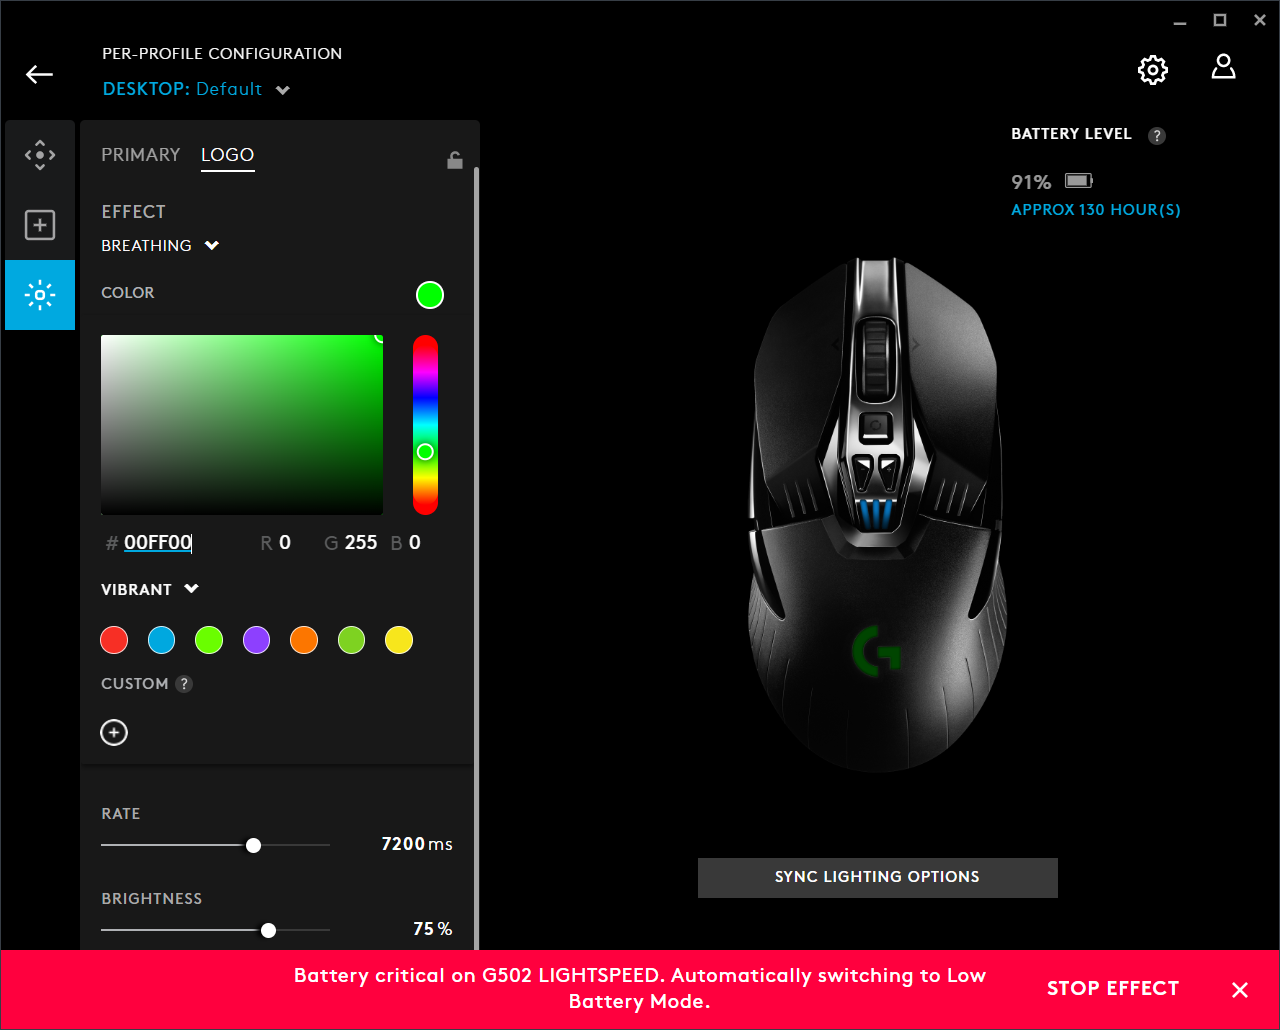 PER-PROFILE CONFIGURATION
DESKTOP: Default
PRIMARY LOGO
BATTERY LEVEL ?
91%
APPROX 130 HOUR(S)
EFFECT
BREATHING
COLOR
# 00FF00 R 0 G 255 B 0
VIBRANT
CUSTOM ?
RATE
7200 ms
BRIGHTNESS
75 %
SYNC LIGHTING OPTIONS
Battery critical on G502 LIGHTSPEED. Automatically switching to Low
Battery Mode.
STOP EFFECT